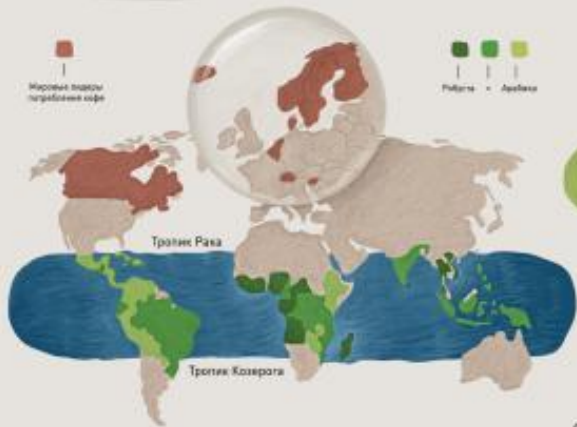 Мировые лидеры
потребления кофе
Робуста + Арабика
Тропик Рака
Тропик Козерога